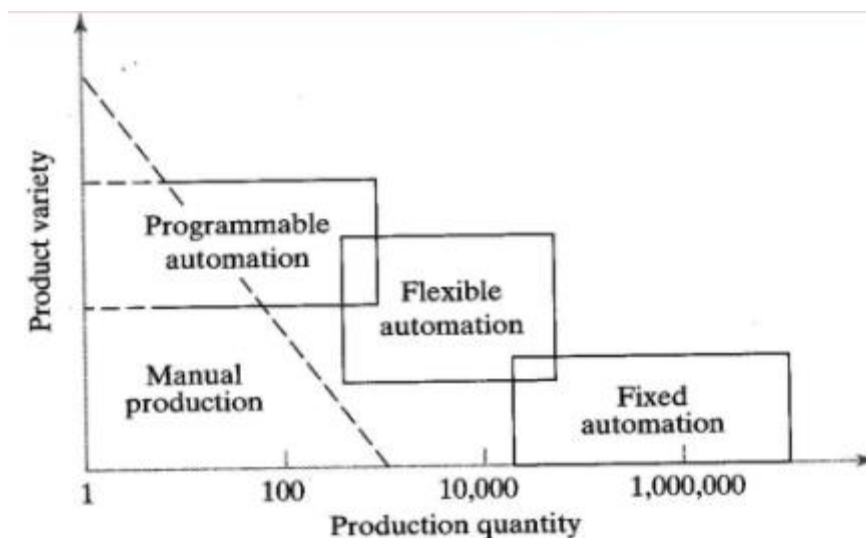 Product variety
Programmable
automation
Flexible
automation
Manual
production
Fixed
automation
1
100
10,000
1,000,000
Production quantity